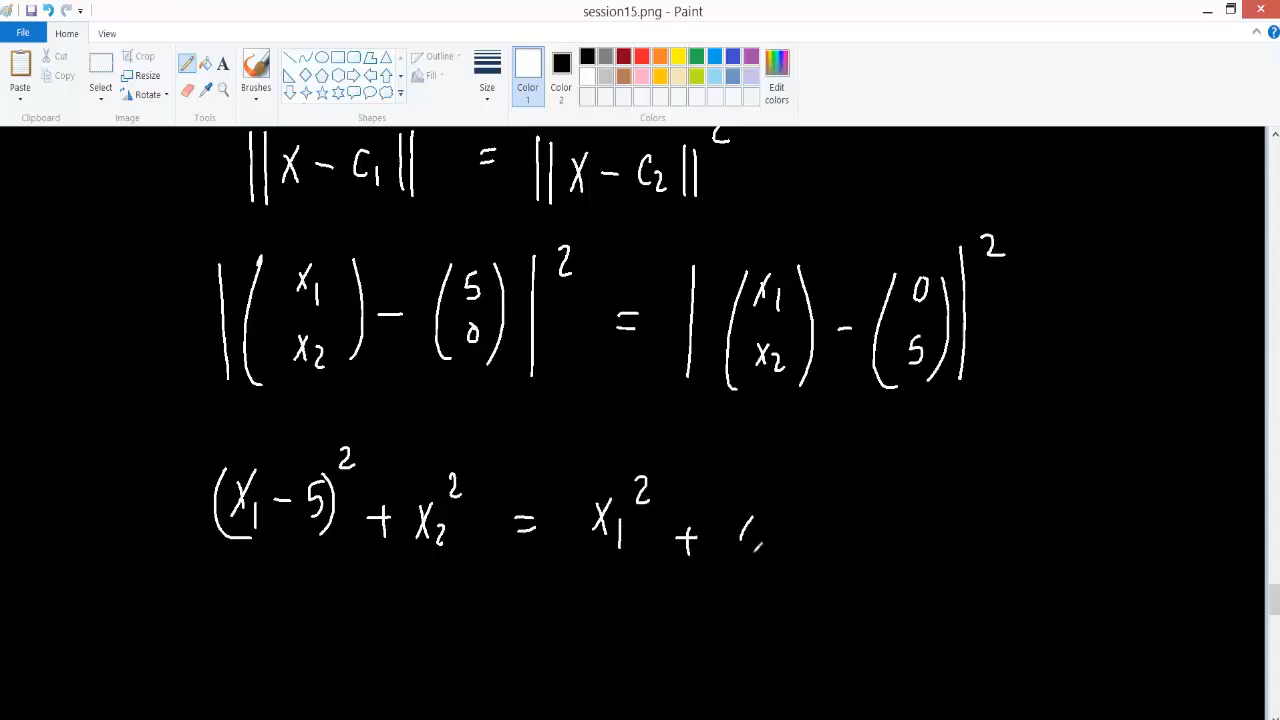 session15.png - Paint
File Home View
Paste Cut Copy Clipboard
Select Crop Resize Rotate Image
A Tools
Brushes
Outline Fill Shapes
Size
Color 1 Color 2 Edit colors Colors
||X - C₁|| = ||X - C₂||²
|(x₁ x₂) - (5 0)|² = |(x₁ x₂) - (0 5)|²
(X₁ - 5)² + X₂² = X₁² + (